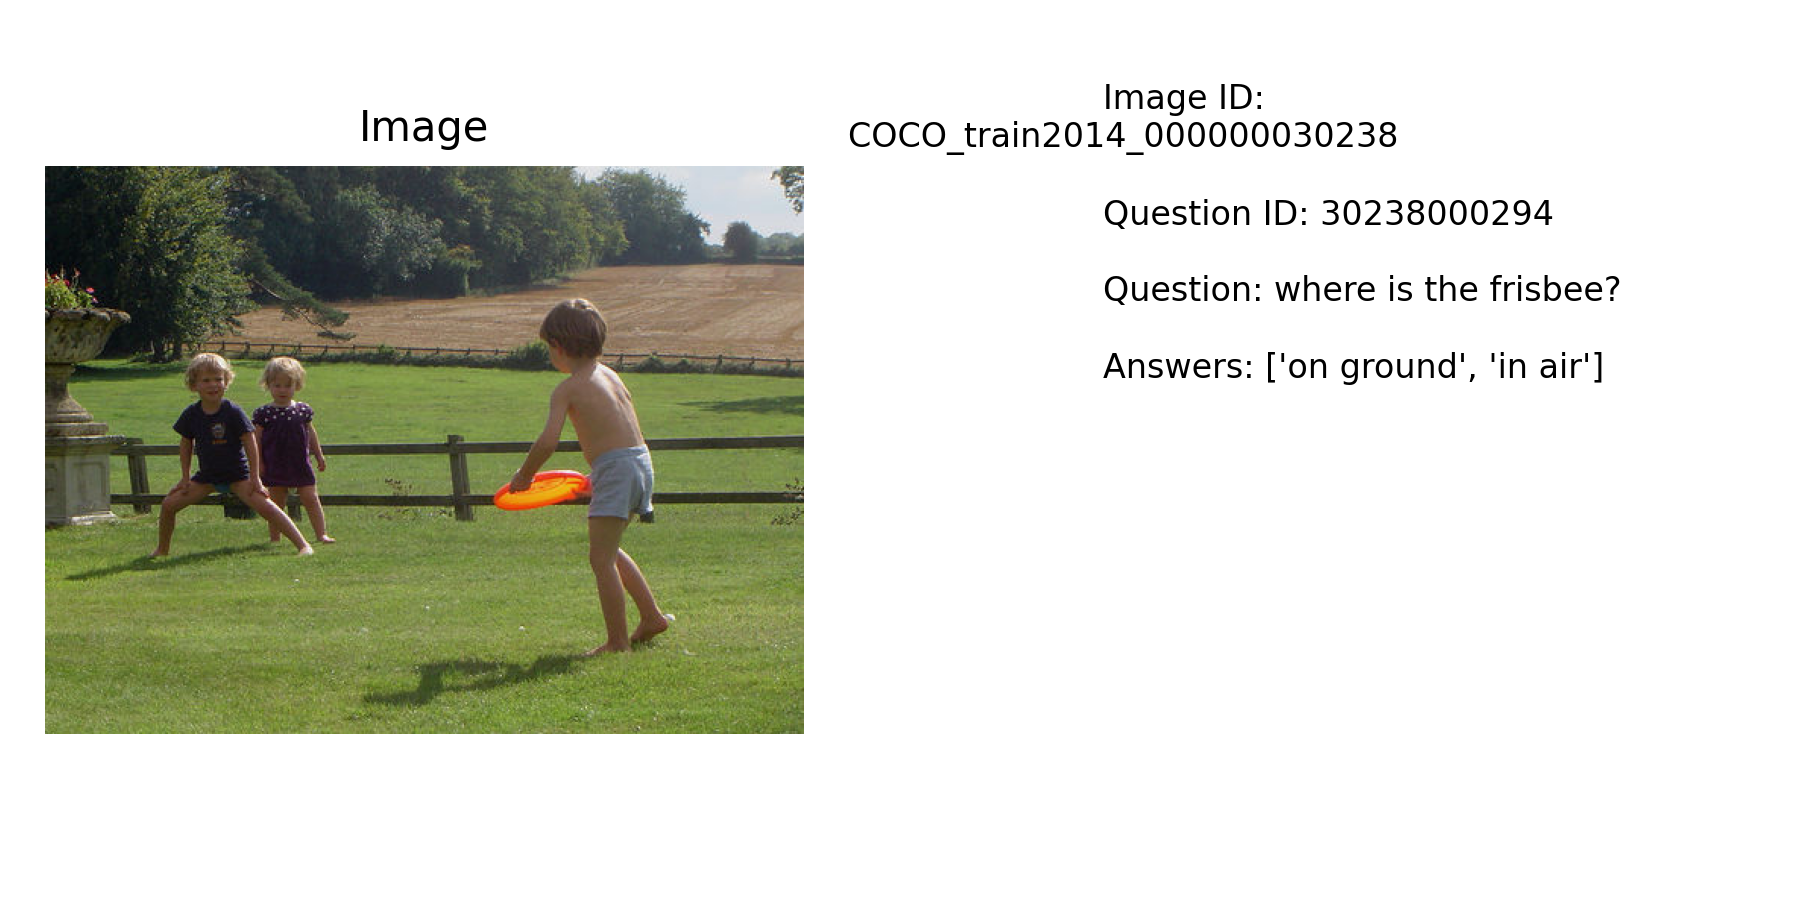 Image
Image ID:
COCO_train2014_000000030238
Question ID: 30238000294
Question: where is the frisbee?
Answers: ['on ground', 'in air']